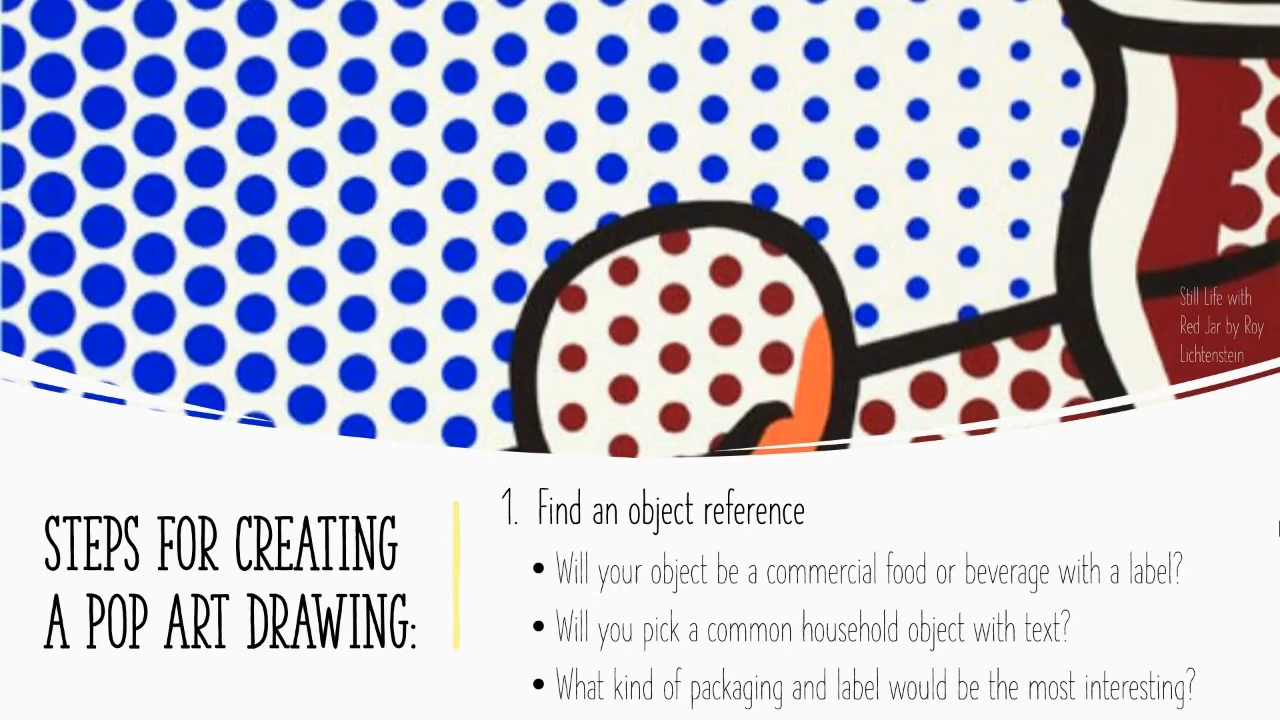 Still Life with
Red Jar by Roy
Lichtenstein
STEPS FOR CREATING
A POP ART DRAWING:
1. Find an object reference
• Will your object be a commercial food or beverage with a label?
• Will you pick a common household object with text?
• What kind of packaging and label would be the most interesting?